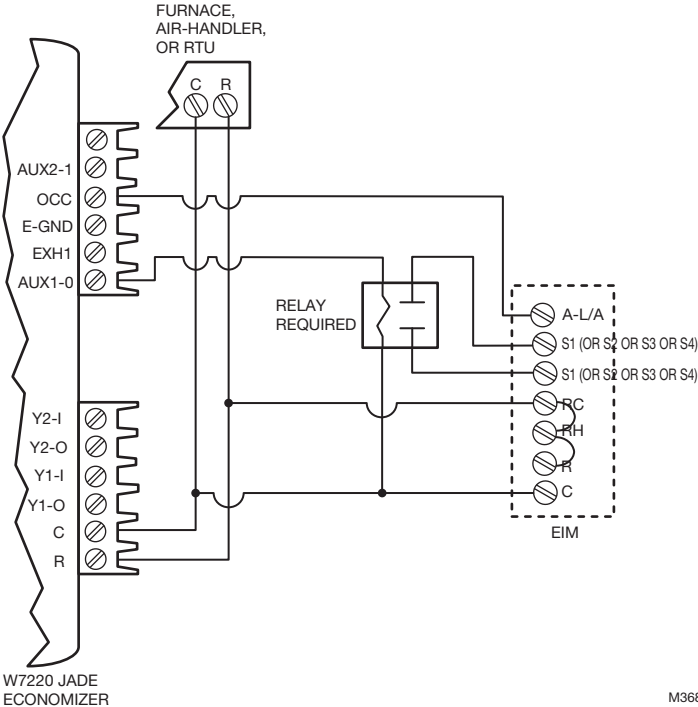 FURNACE,
AIR-HANDLER,
OR RTU
C R
AUX2-1
OCC
E-GND
EXH1
AUX1-0
RELAY
REQUIRED
A-L/A
S1 (OR S2 OR S3 OR S4)
S1 (OR S2 OR S3 OR S4)
RC
RH
R
C
EIM
Y2-I
Y2-O
Y1-I
Y1-O
C
R
W7220 JADE
ECONOMIZER
M368